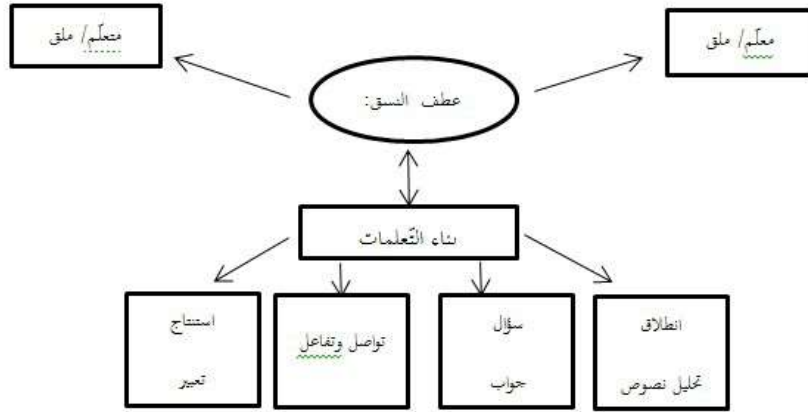 معلّم/ ملق
متعلّم/ ملق
عطف النسق:
بناء التّعلمات
انطلاق
تحليل نصوص
سؤال
جواب
تواصل وتفاعل
استنتاج
تعبير